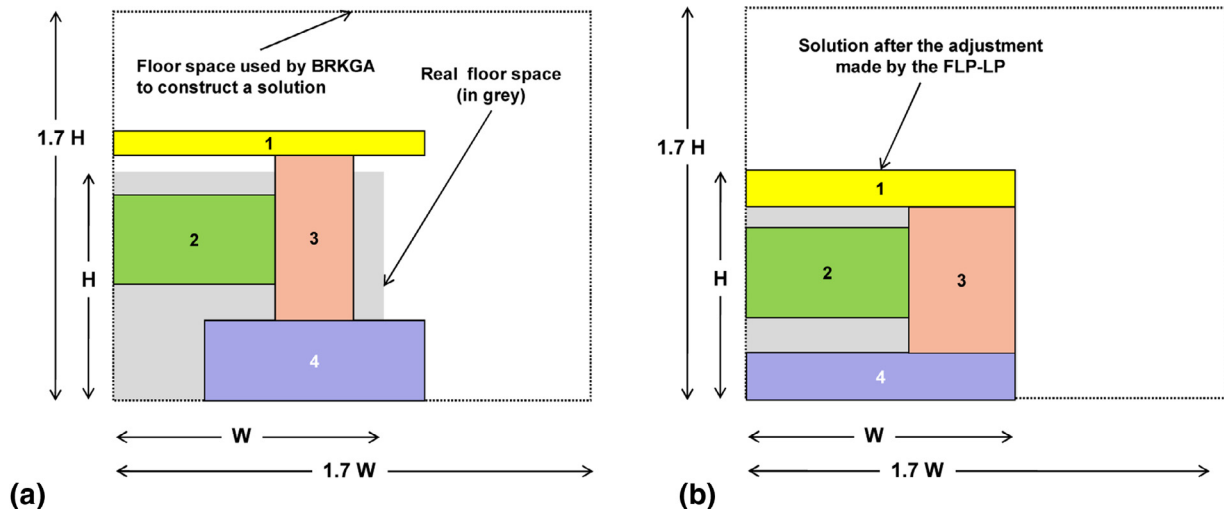 Floor space used by BRKGA
to construct a solution
Real floor space
(in grey)
1.7 H
H
1
2
3
4
W
1.7 W
(a)
Solution after the adjustment
made by the FLP-LP
1.7 H
H
1
2
3
4
W
1.7 W
(b)